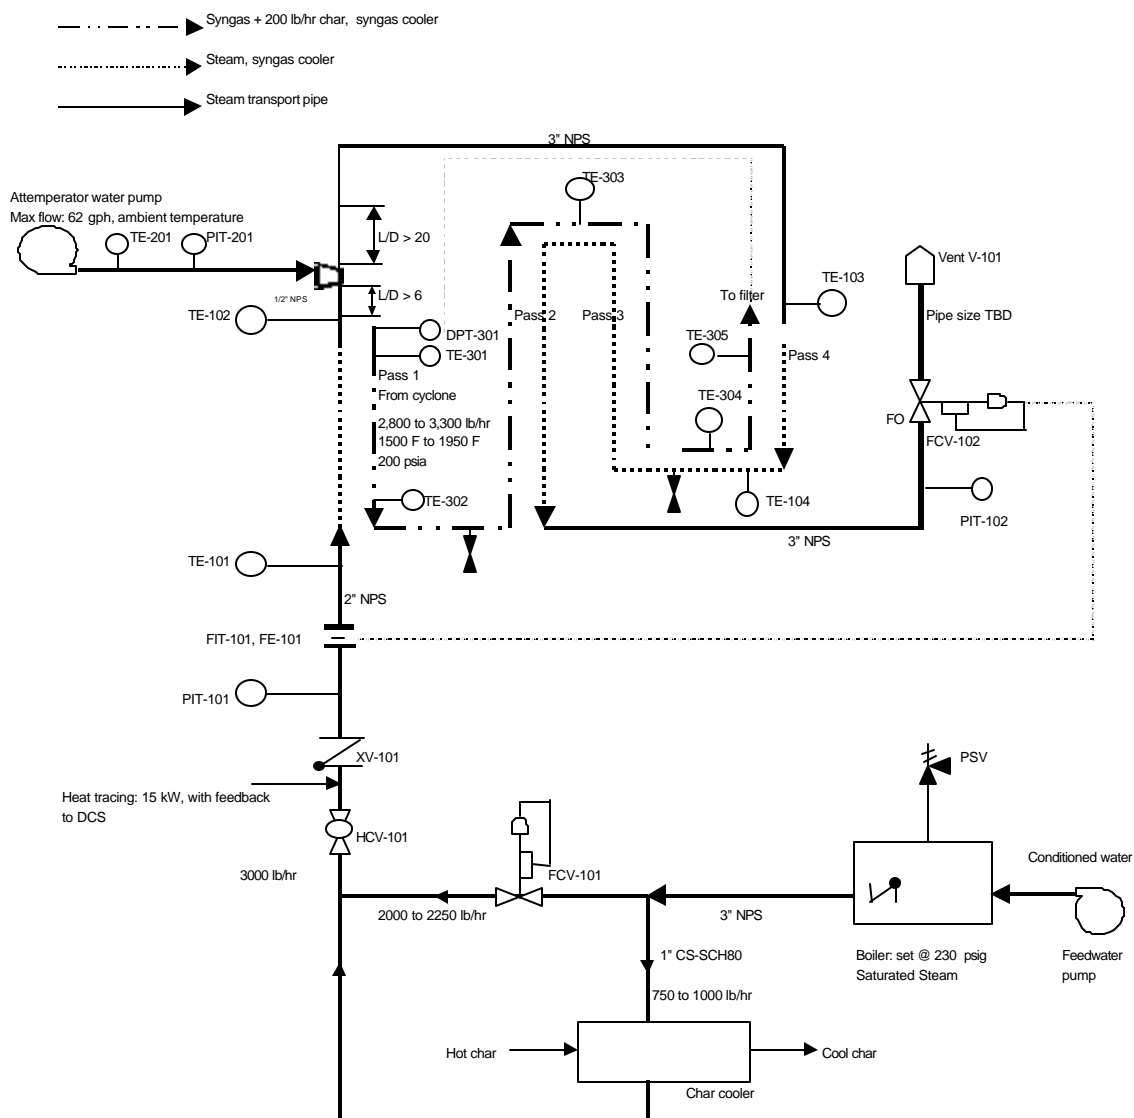 Syngas + 200 lb/hr char, syngas cooler
Steam, syngas cooler
Steam transport pipe
3" NPS
TE-303
Attemperator water pump
Max flow: 62 gph, ambient temperature
TE-201
PIT-201
L/D > 20
1/2" NPS
L/D > 6
TE-102
DPT-301
TE-301
Pass 1
From cyclone
2,800 to 3,300 lb/hr
1500 F to 1950 F
200 psia
TE-302
Pass 2
Pass 3
To filter
TE-305
TE-304
TE-103
Pass 4
Vent V-101
Pipe size TBD
FO
FCV-102
TE-104
PIT-102
3" NPS
TE-101
2" NPS
FIT-101, FE-101
PIT-101
XV-101
Heat tracing: 15 kW, with feedback
to DCS
HCV-101
3000 lb/hr
FCV-101
2000 to 2250 lb/hr
3" NPS
PSV
Conditioned water
Boiler: set @ 230 psig
Saturated Steam
Feedwater
pump
1" CS-SCH80
750 to 1000 lb/hr
Hot char
Cool char
Char cooler